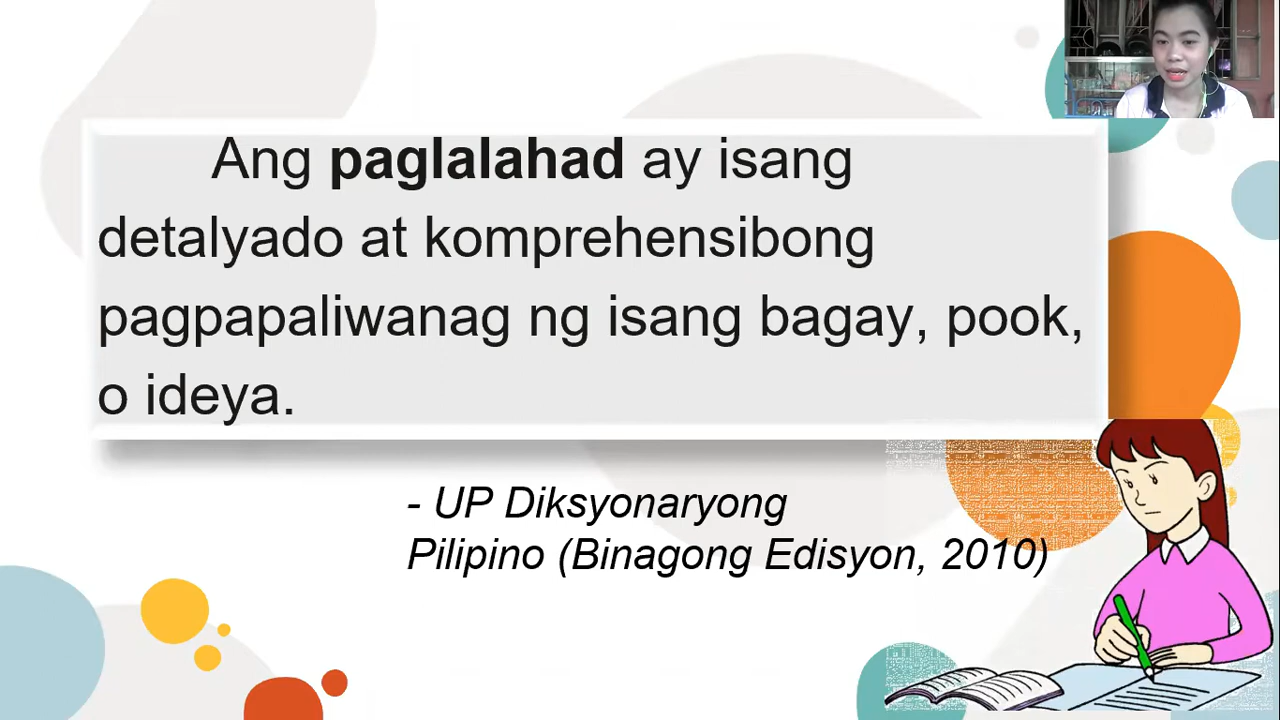 Ang paglalahad ay isang
detalyado at komprehensibong
pagpapaliwanag ng isang bagay, pook,
o ideya.
- UP Diksyonaryong
Pilipino (Binagong Edisyon, 2010)